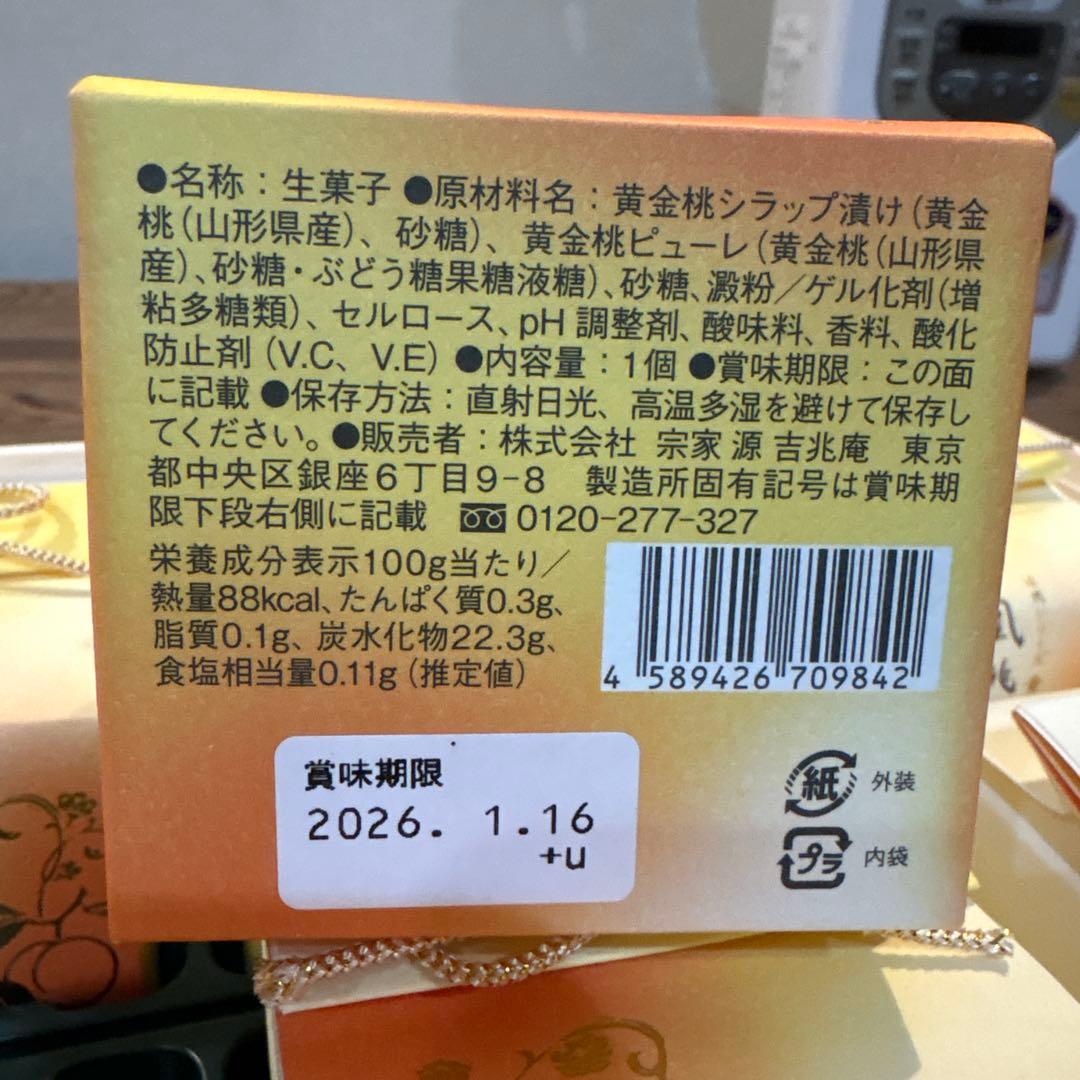 ●名称：生菓子 ●原材料名：黄金桃シラップ漬け（黄金
桃（山形県産）、砂糖）、黄金桃ピューレ（黄金桃（山形県
産）、砂糖・ぶどう糖果糖液糖）、砂糖、澱粉／ゲル化剤（増
粘多糖類）、セルロース、pH調整剤、酸味料、香料、酸化
防止剤（V.C、V.E）●内容量：1個 ●賞味期限：この面
に記載 ●保存方法：直射日光、高温多湿を避けて保存し
てください。●販売者：株式会社 宗家 源 吉兆庵 東京
都中央区銀座6丁目9-8 製造所固有記号は賞味期
限下段右側に記載 0120-277-327
栄養成分表示100g当たり／
熱量88kcal、たんぱく質0.3g、
脂質0.1g、炭水化物22.3g、
食塩相当量0.11g（推定値）
4 589426 709842
賞味期限
2026. 1.16
+u
紙 外装
プラ 内袋